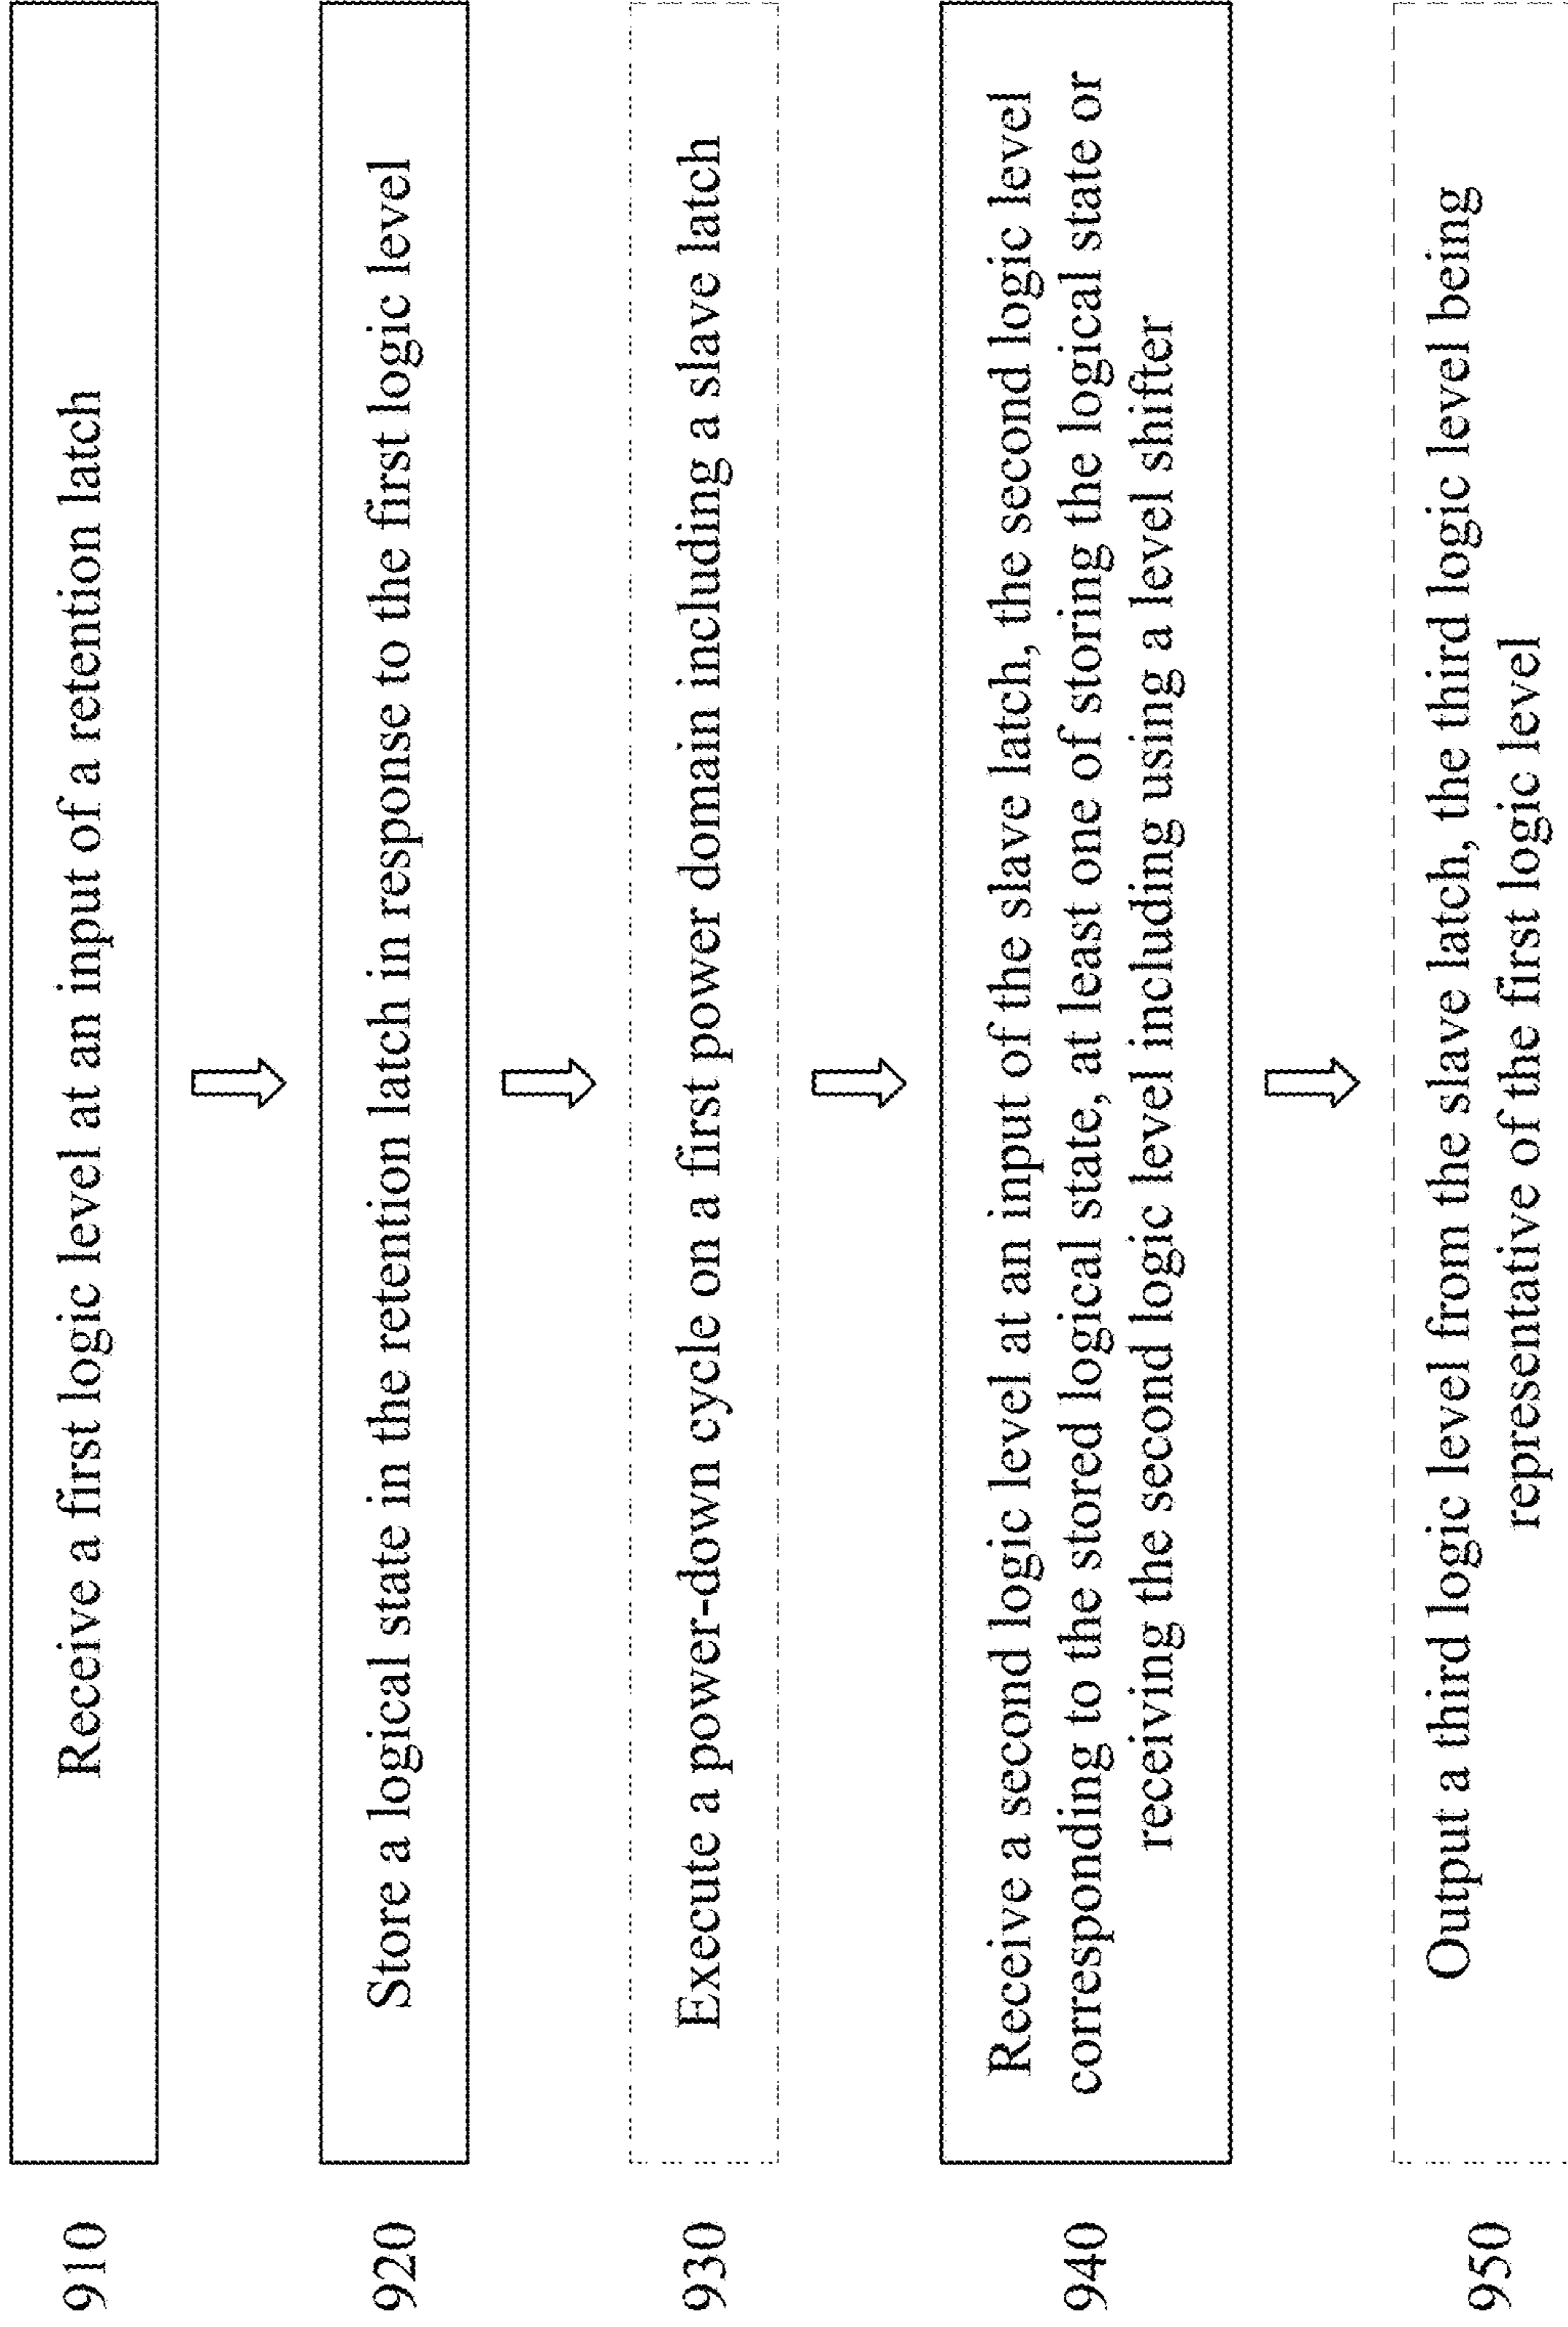 910
Receive a first logic level at an input of a retention latch
920
Store a logical state in the retention latch in response to the first logic level
930
Execute a power-down cycle on a first power domain including a slave latch
940
Receive a second logic level at an input of the slave latch, the second logic level
corresponding to the stored logical state, at least one of storing the logical state or
receiving the second logic level including using a level shifter
950
Output a third logic level from the slave latch, the third logic level being
representative of the first logic level